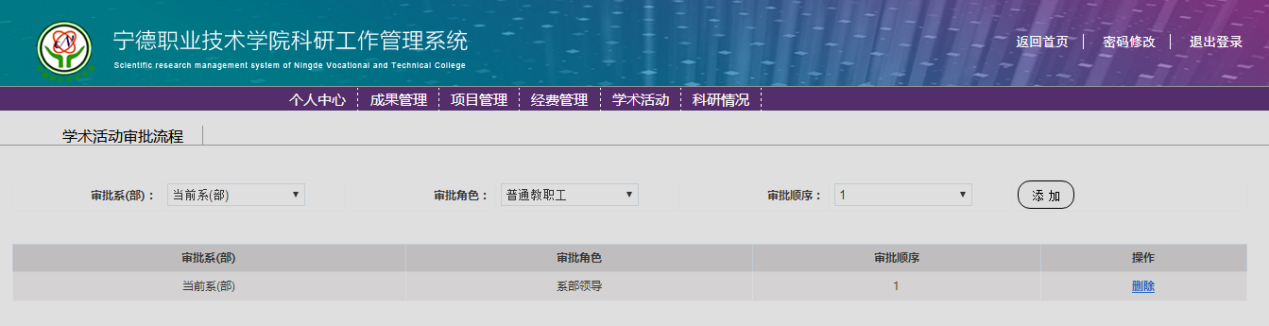 宁德职业技术学院科研工作管理系统
Scientific research management system of Ningde Vocational and Technical College
返回首页 | 密码修改 | 退出登录
个人中心 成果管理 项目管理 经费管理 学术活动 科研情况
学术活动审批流程
审批系(部)： 当前系(部) 审批角色： 普通教职工 审批顺序： 1 添 加
审批系(部) 审批角色 审批顺序 操作
当前系(部) 系部领导 1 删除